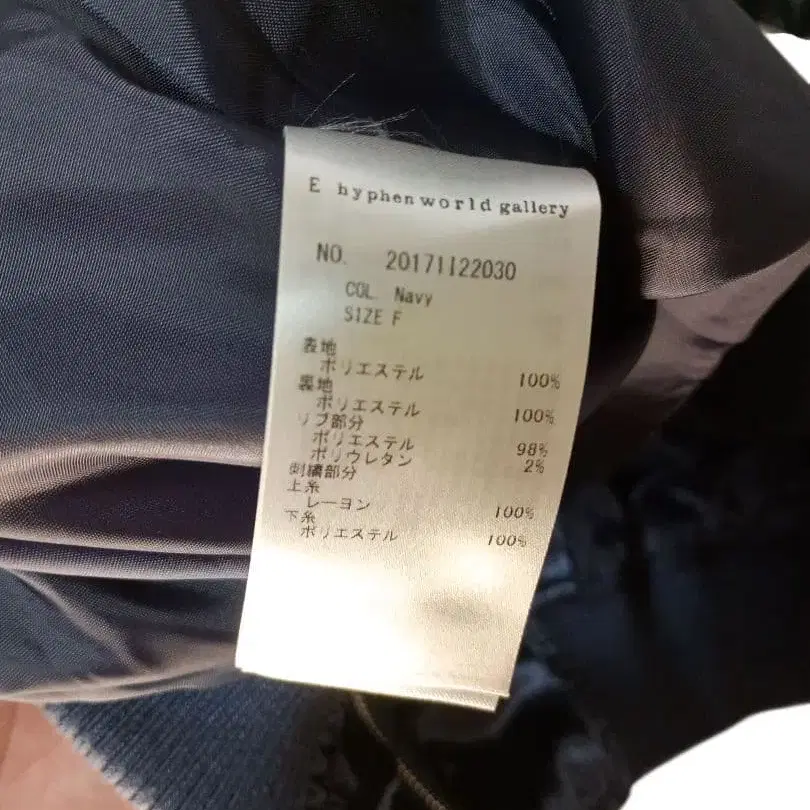 E hyphen world gallery
NO. 20171122030
COL. Navy
SIZE F
表地
ポリエステル 100%
裏地
ポリエステル 100%
リブ部分
ポリエステル 98%
ポリウレタン 2%
刺繍部分
上糸
レーヨン 100%
下糸
ポリエステル 100%